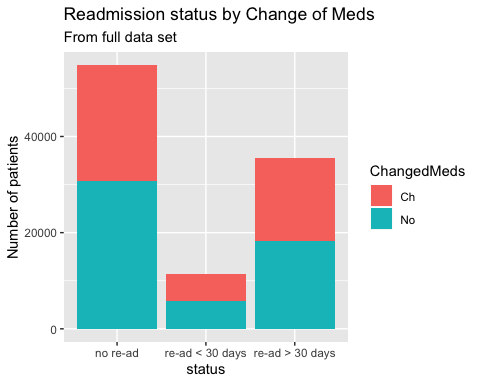 Readmission status by Change of Meds
From full data set
Number of patients
40000
20000
0
no re-ad
re-ad < 30 days
re-ad > 30 days
status
ChangedMeds
Ch
No